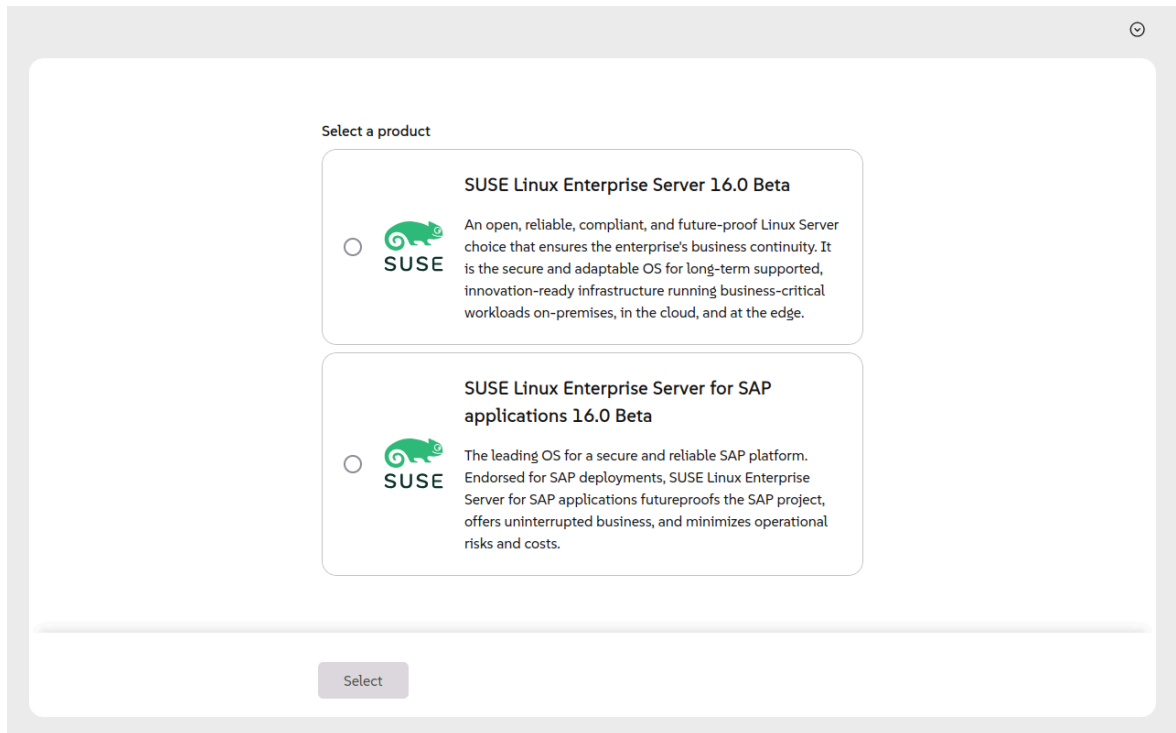 Select a product
SUSE Linux Enterprise Server 16.0 Beta
An open, reliable, compliant, and future-proof Linux Server
choice that ensures the enterprise's business continuity. It
is the secure and adaptable OS for long-term supported,
innovation-ready infrastructure running business-critical
workloads on-premises, in the cloud, and at the edge.
SUSE
SUSE Linux Enterprise Server for SAP
applications 16.0 Beta
The leading OS for a secure and reliable SAP platform.
Endorsed for SAP deployments, SUSE Linux Enterprise
Server for SAP applications futureproofs the SAP project,
offers uninterrupted business, and minimizes operational
risks and costs.
SUSE
Select